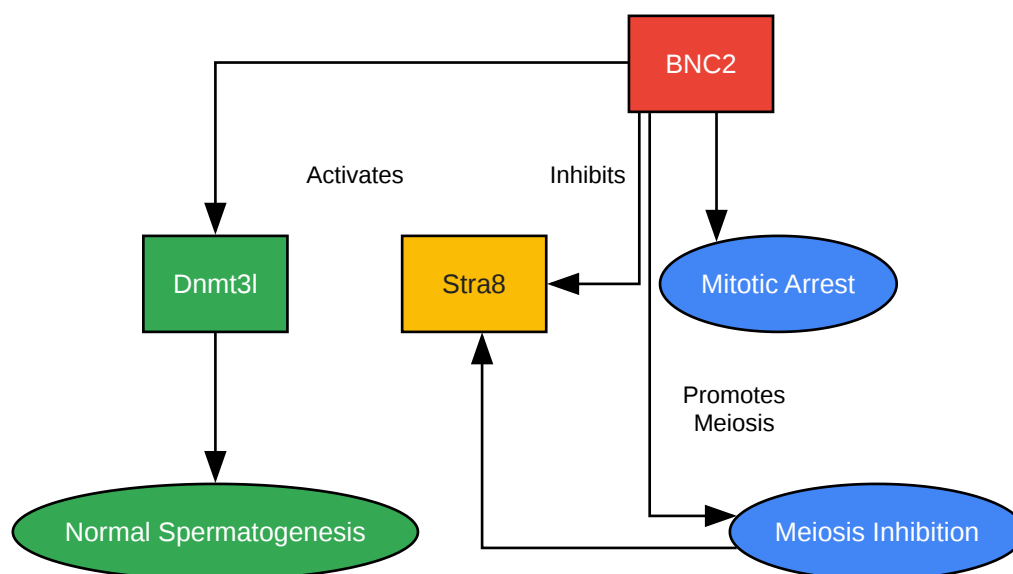 BNC2
Activates
Inhibits
Dnmt3l
Stra8
Mitotic Arrest
Promotes
Meiosis
Normal Spermatogenesis
Meiosis Inhibition